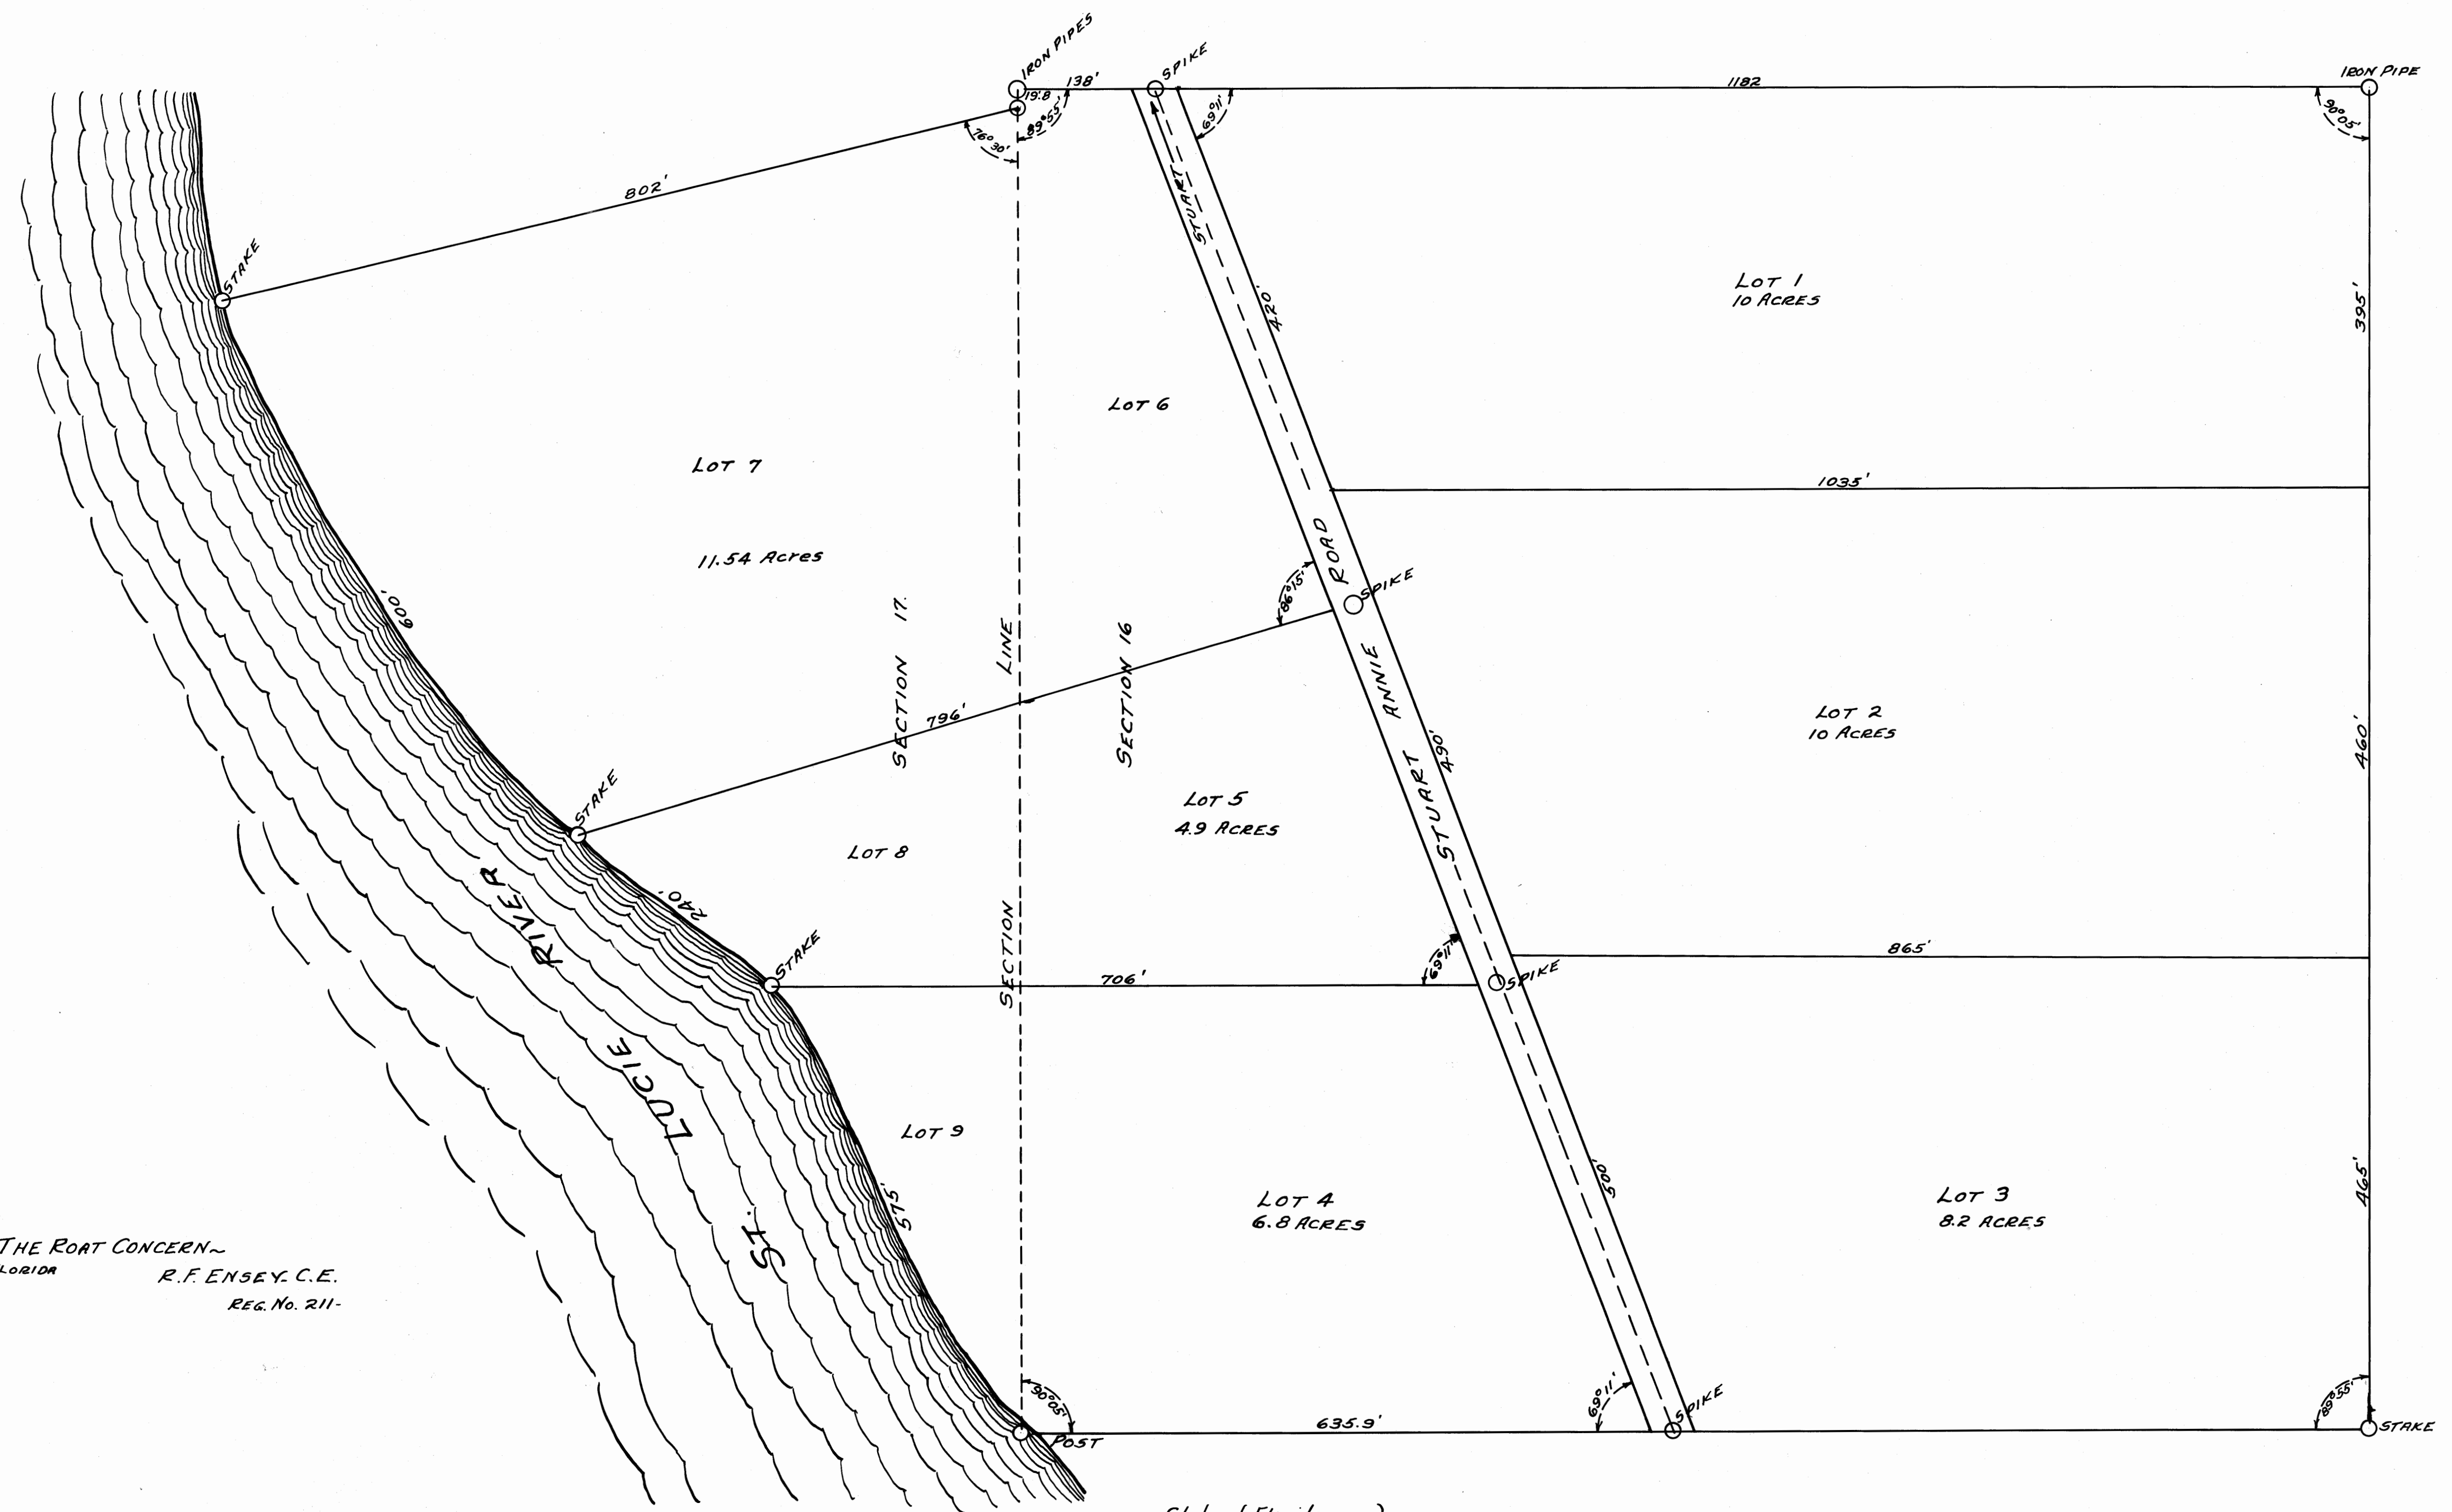 IRON PIPES
138'
SPIKE
1182
IRON PIPE
19.8
89°55'
76°30'
69°11'
90°05'
802'
STUART
STAKE
420'
LOT 1
10 ACRES
395'
LOT 6
LOT 7
1035'
11.54 Acres
ROAD
86°15'
SPIKE
600'
SECTION 17.
LINE
SECTION 16
ANNIE
796'
LOT 2
10 ACRES
460'
490'
STUART
LOT 5
4.9 ACRES
STAKE
LOT 8
240'
RIVER
SECTION
STAKE
69°11'
865'
706'
SPIKE
LUCIE
LOT 9
575'
500'
LOT 4
6.8 ACRES
LOT 3
8.2 ACRES
465'
ST.
THE ROAT CONCERN~
LORIDA
R.F. ENSEY- C.E.
REG. No. 211-
90°05'
69°11'
SPIKE
89°55'
635.9'
POST
STAKE